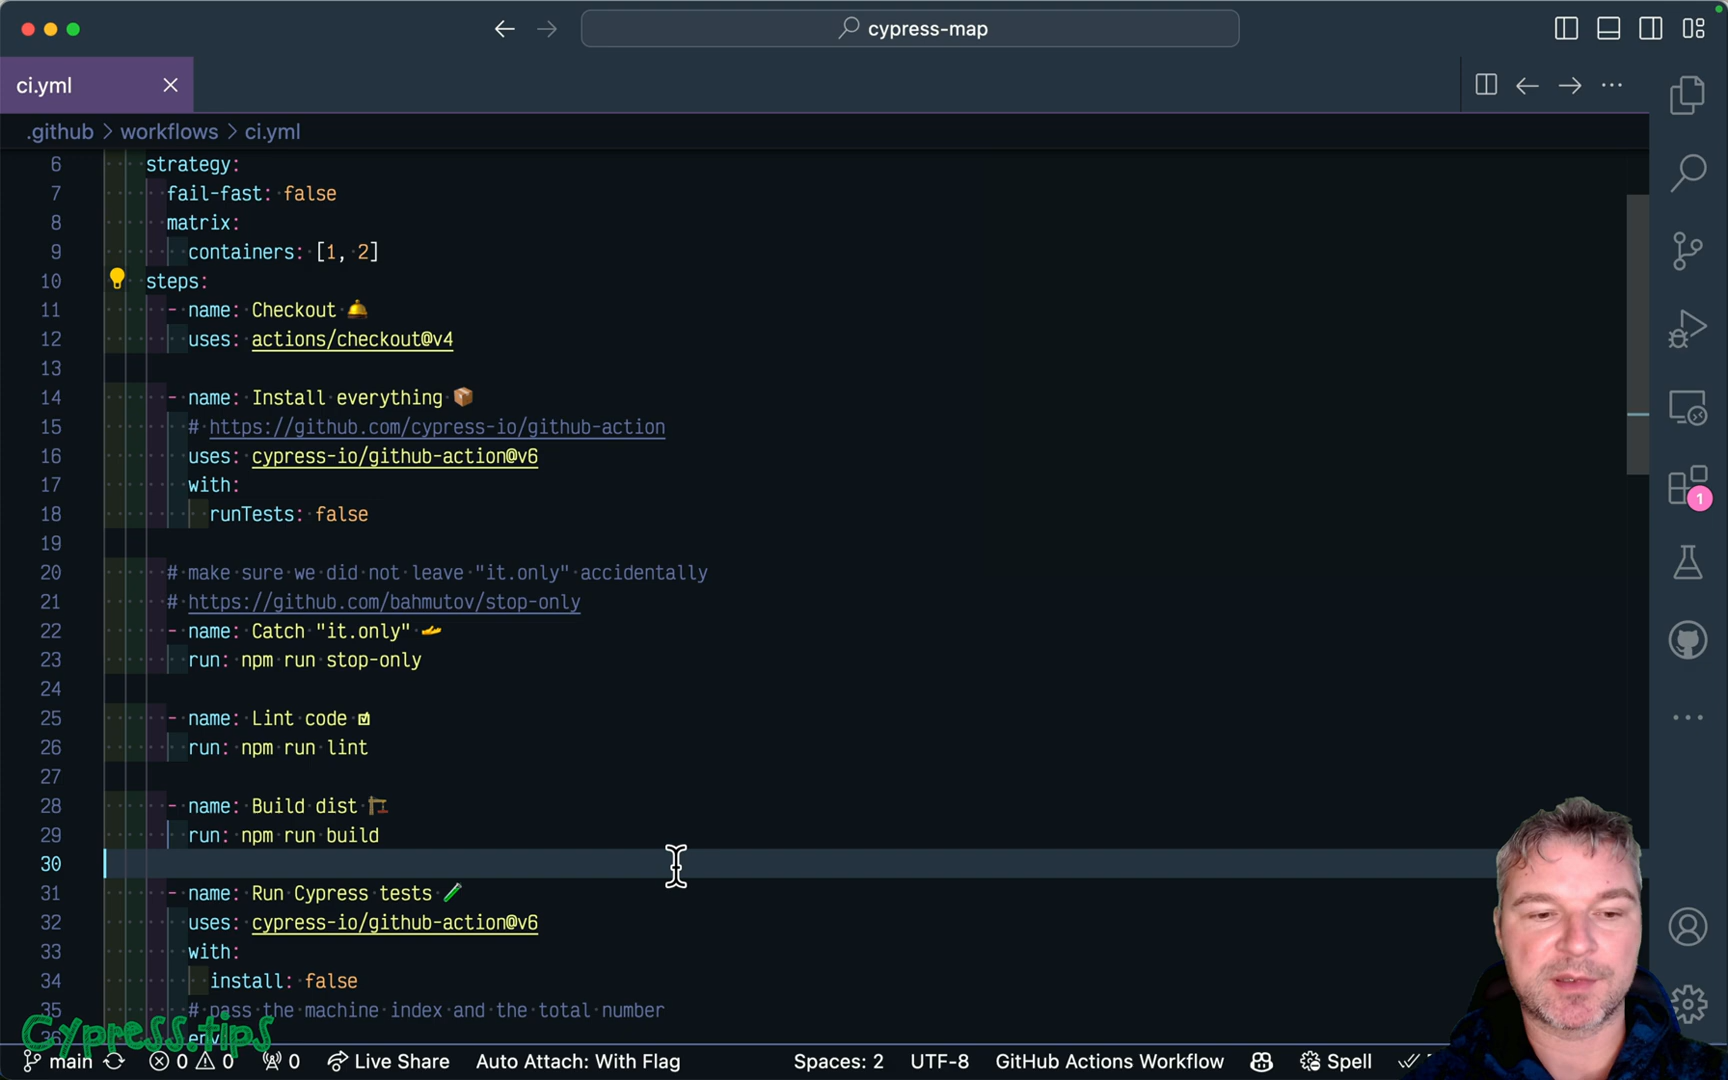 cypress-map
ci.yml
.github > workflows > ci.yml
6 strategy:
7 fail-fast: false
8 matrix:
9 containers: [1, 2]
10 steps:
11 - name: Checkout 🛎
12 uses: actions/checkout@v4
13
14 - name: Install everything 📦
15 # https://github.com/cypress-io/github-action
16 uses: cypress-io/github-action@v6
17 with:
18 runTests: false
19
20 # make sure we did not leave "it.only" accidentally
21 # https://github.com/bahmutov/stop-only
22 - name: Catch "it.only" 🫴
23 run: npm run stop-only
24
25 - name: Lint code ☑
26 run: npm run lint
27
28 - name: Build dist 🏗
29 run: npm run build
30
31 - name: Run Cypress tests 🧪
32 uses: cypress-io/github-action@v6
33 with:
34 install: false
35 # pass the machine index and the total number
env
1
Cypress.tips
main 0 0 0 Live Share Auto Attach: With Flag Spaces: 2 UTF-8 GitHub Actions Workflow Spell